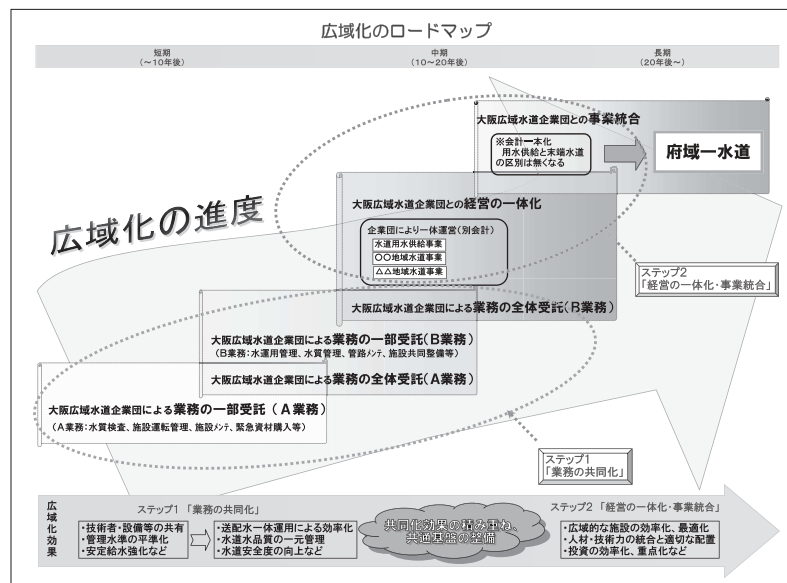 広域化のロードマップ
短期
(～10年後)
中期
(10～20年後)
長期
(20年後～)
大阪広域水道企業団との事業統合
※会計一本化
用水供給と末端水道
の区別は無くなる
府域一水道
広域化の進度
大阪広域水道企業団との経営の一体化
企業団により一体運営(別会計)
水道用水供給事業
○○地域水道事業
△△地域水道事業
ステップ2
「経営の一体化・事業統合」
大阪広域水道企業団による業務の全体受託(B業務)
大阪広域水道企業団による業務の一部受託(B業務)
(B業務:水運用管理、水質管理、管路メンテ、施設共同整備等)
大阪広域水道企業団による業務の全体受託(A業務)
大阪広域水道企業団による業務の一部受託(A業務)
(A業務:水質検査、施設運転管理、施設メンテ、緊急資材購入等)
ステップ1
「業務の共同化」
広域化効果
ステップ1 「業務の共同化」
・技術者・設備等の共有
・管理水準の平準化
・安定給水強化など
・送配水一体運用による効率化
・水道水品質の一元管理
・水道安全度の向上など
共同化効果の積み重ね、
共通基盤の整備
ステップ2 「経営の一体化・事業統合」
・広域的な施設の効率化、最適化
・人材・技術力の統合と適切な配置
・投資の効率化、重点化など